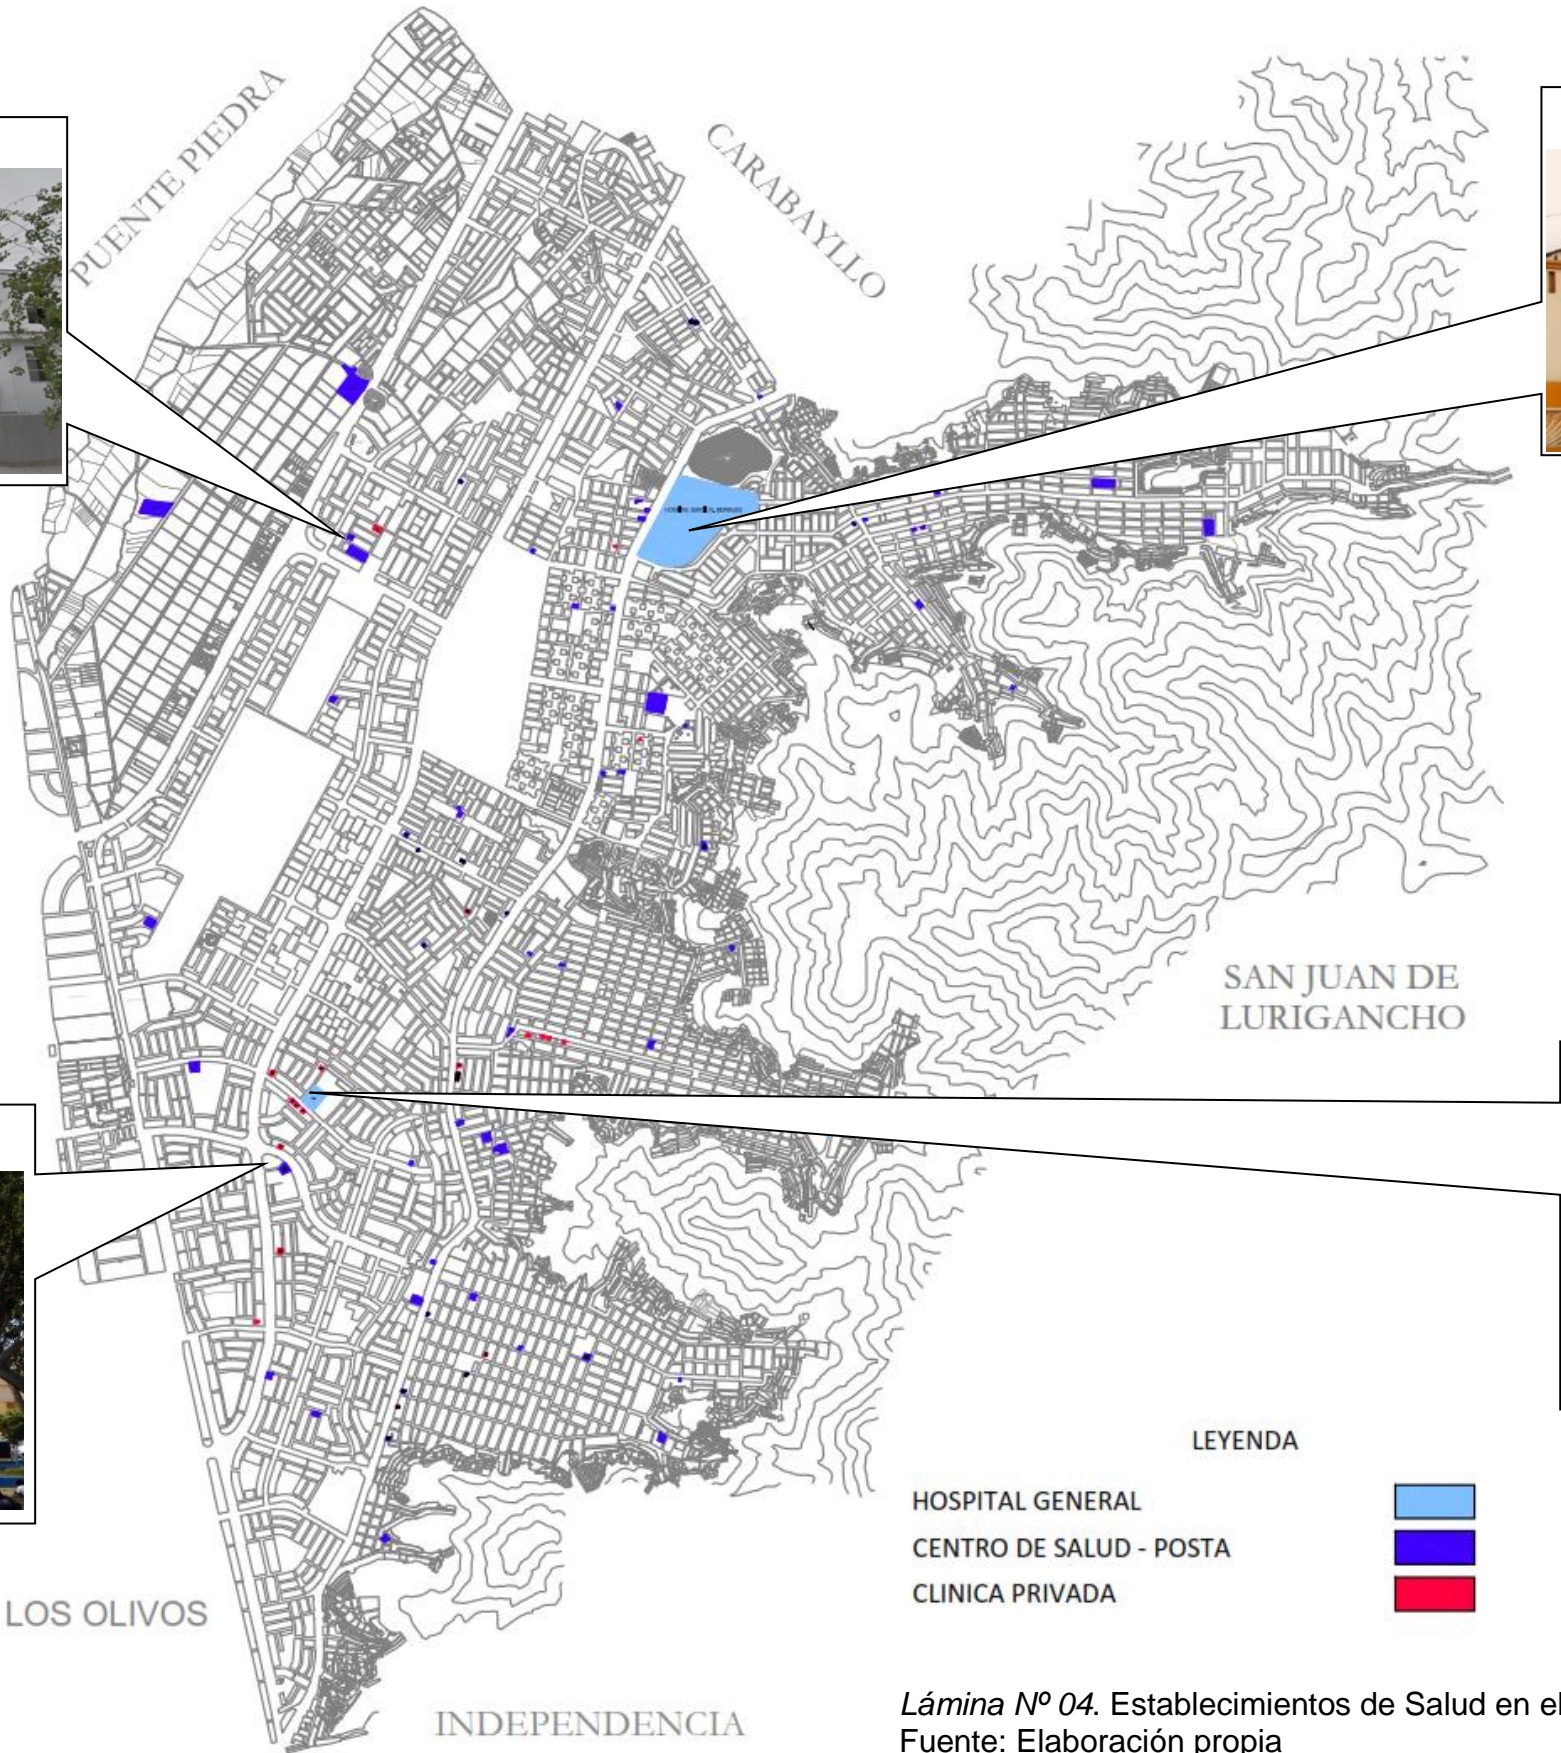 PUENTE PIEDRA
CARABAYLLO
SAN JUAN DE
LURIGANCHO
LEYENDA
HOSPITAL GENERAL
CENTRO DE SALUD - POSTA
CLINICA PRIVADA
LOS OLIVOS
INDEPENDENCIA
Lámina Nº 04. Establecimientos de Salud en el
Fuente: Elaboración propia